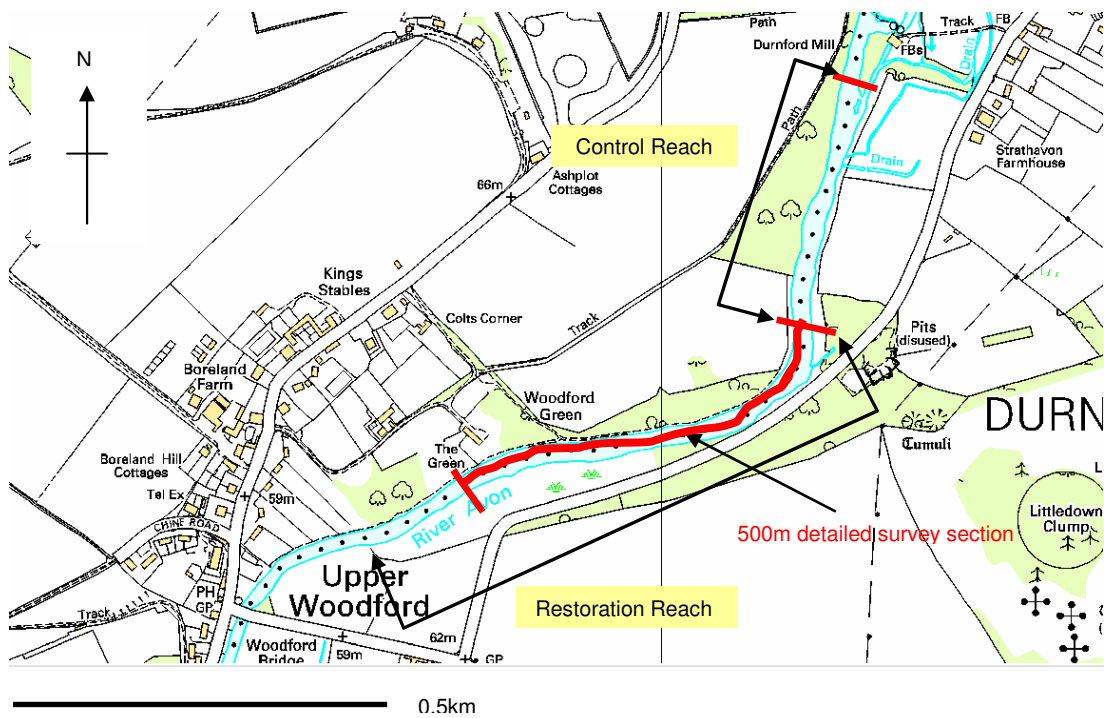 N
Path
Track
FB
Durnford Mill
FBs
Drain
Path
Control Reach
Drain
Strathavon
Farmhouse
66m
Ashplot
Cottages
Kings
Stables
Colts Corner
Track
Pits
(disused)
Boreland
Farm
Woodford
Green
DURN
Tumuli
The
Green
Boreland Hill
Cottages
Tel Ex
59m
CHINE ROAD
River Avon
500m detailed survey section
Littledown
Clump
Upper
Woodford
PH
GP
Restoration Reach
Track
62m
Woodford
Bridge
59m
GP
0.5km